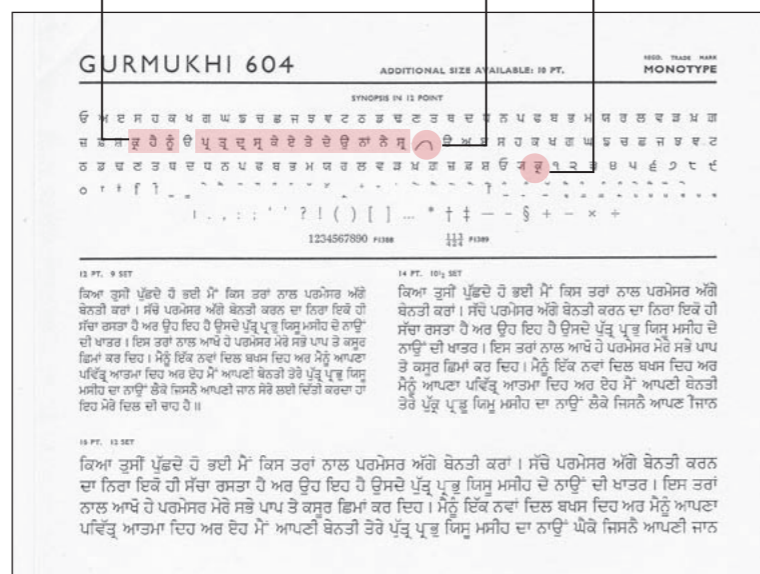 GURMUKHI 604
ADDITIONAL SIZE AVAILABLE: 10 PT.
REGD. TRADE MARK
MONOTYPE
SYNOPSIS IN 12 POINT
ੳ ਅ ੲ ਸ ਹ ਕ ਖ ਗ ਘ ਙ ਚ ਛ ਜ ਝ ਞ ਟ ਠ ਡ ਢ ਣ ਤ ਥ ਦ ਧ ਨ ਪ ਫ ਬ ਭ ਮ ਯ ਰ ਲ ਵ ੜ
ਸ ਹ ਕ ਖ ਗ ਘ ਙ ਚ ਛ ਜ ਝ ਞ ਟ
ਠ ਡ ਢ ਣ ਤ ਥ ਦ ਧ ਨ ਪ ਫ ਬ ਭ ਮ ਯ ਰ ਲ ਵ ੜ
! . , : ; ' ' ? ! ( ) [ ] ... * † ‡ — - § + − × ÷
1234567890 P1388
P1389
12 PT. 9 SET
ਕਿਆ ਤੁਸੀਂ ਪੁੱਛਦੇ ਹੋ ਭਈ ਮੈਂ ਕਿਸ ਤਰਾਂ ਨਾਲ ਪਰਮੇਸਰ ਅੱਗੇ
ਬੇਨਤੀ ਕਰਾਂ । ਸੱਚੇ ਪਰਮੇਸਰ ਅੱਗੇ ਬੇਨਤੀ ਕਰਨ ਦਾ ਨਿਰਾ ਇਕੋ ਹੀ
ਸੱਚਾ ਰਸਤਾ ਹੈ ਅਰ ਉਹ ਇਹ ਹੈ ਉਸਦੇ ਪੁੱਤ੍ਰ ਪ੍ਰਭੁ ਯਿਸੂ ਮਸੀਹ ਦੇ ਨਾਉਂ
ਦੀ ਖਾਤਰ । ਇਸ ਤਰਾਂ ਨਾਲ ਆਖੋ ਹੇ ਪਰਮੇਸਰ ਮੇਰੇ ਸਭੇ ਪਾਪ ਤੇ ਕਸੂਰ
ਛਿਮਾਂ ਕਰ ਦਿਹ । ਮੈਨੂੰ ਇੱਕ ਨਵਾਂ ਦਿਲ ਬਖਸ ਦਿਹ ਅਰ ਮੈਨੂੰ ਆਪਣਾ
ਪਵਿੱਤ੍ਰ ਆਤਮਾ ਦਿਹ ਅਰ ਏਹ ਮੈਂ ਆਪਣੀ ਬੇਨਤੀ ਤੇਰੇ ਪੁੱਤ੍ਰ ਪ੍ਰਭੁ ਯਿਸੂ
ਮਸੀਹ ਦਾ ਨਾਉਂ ਲੈਕੇ ਜਿਸਨੈ ਆਪਣੀ ਜਾਨ ਸੇਰੇ ਲਈ ਦਿੱਤੀ ਕਰਦਾ ਹਾਂ
ਇਹ ਮੇਰੇ ਦਿਲ ਦੀ ਚਾਹ ਹੈ ॥
14 PT. 10½ SET
ਕਿਆ ਤੁਸੀਂ ਪੁੱਛਦੇ ਹੋ ਭਈ ਮੈਂ ਕਿਸ ਤਰਾਂ ਨਾਲ ਪਰਮੇਸਰ ਅੱਗੇ
ਬੇਨਤੀ ਕਰਾਂ । ਸੱਚੇ ਪਰਮੇਸਰ ਅੱਗੇ ਬੇਨਤੀ ਕਰਨ ਦਾ ਨਿਰਾ ਇਕੋ ਹੀ
ਸੱਚਾ ਰਸਤਾ ਹੈ ਅਰ ਉਹ ਇਹ ਹੈ ਉਸਦੇ ਪੁੱਤ੍ਰ ਪ੍ਰਭੁ ਯਿਸੂ ਮਸੀਹ ਦੇ
ਨਾਉਂ ਦੀ ਖਾਤਰ । ਇਸ ਤਰਾਂ ਨਾਲ ਆਖੋ ਹੇ ਪਰਮੇਸਰ ਮੇਰੇ ਸਭੇ ਪਾਪ
ਤੇ ਕਸੂਰ ਛਿਮਾਂ ਕਰ ਦਿਹ । ਮੈਨੂੰ ਇੱਕ ਨਵਾਂ ਦਿਲ ਬਖਸ ਦਿਹ ਅਰ
ਮੈਨੂੰ ਆਪਣਾ ਪਵਿੱਤ੍ਰ ਆਤਮਾ ਦਿਹ ਅਰ ਏਹ ਮੈਂ ਆਪਣੀ ਬੇਨਤੀ
ਤੇਰੇ ਮਸੀਹ ਦਾ ਨਾਉਂ ਲੈਕੇ ਜਿਸਨੈ ਆਪਣ
16 PT. 12 SET
ਕਿਆ ਤੁਸੀਂ ਪੁੱਛਦੇ ਹੋ ਭਈ ਮੈਂ ਕਿਸ ਤਰਾਂ ਨਾਲ ਪਰਮੇਸਰ ਅੱਗੇ ਬੇਨਤੀ ਕਰਾਂ । ਸੱਚੇ ਪਰਮੇਸਰ ਅੱਗੇ ਬੇਨਤੀ ਕਰਨ
ਦਾ ਨਿਰਾ ਇਕੋ ਹੀ ਸੱਚਾ ਰਸਤਾ ਹੈ ਅਰ ਉਹ ਇਹ ਹੈ ਉਸਦੇ ਪੁੱਤ੍ਰ ਪ੍ਰਭੁ ਯਿਸੂ ਮਸੀਹ ਦੇ ਨਾਉਂ ਦੀ ਖਾਤਰ । ਇਸ ਤਰਾਂ
ਨਾਲ ਆਖੋ ਹੇ ਪਰਮੇਸਰ ਮੇਰੇ ਸਭੇ ਪਾਪ ਤੇ ਕਸੂਰ ਛਿਮਾਂ ਕਰ ਦਿਹ । ਮੈਨੂੰ ਇੱਕ ਨਵਾਂ ਦਿਲ ਬਖਸ ਦਿਹ ਅਰ ਮੈਨੂੰ ਆਪਣਾ
ਪਵਿੱਤ੍ਰ ਆਤਮਾ ਦਿਹ ਅਰ ਏਹ ਮੈਂ ਆਪਣੀ ਬੇਨਤੀ ਤੇਰੇ ਪੁੱਤ੍ਰ ਪ੍ਰਭੁ ਯਿਸੂ ਮਸੀਹ ਦਾ ਨਾਉਂ ਘੈਕੇ ਜਿਸਨੈ ਆਪਣੀ ਜਾਨ